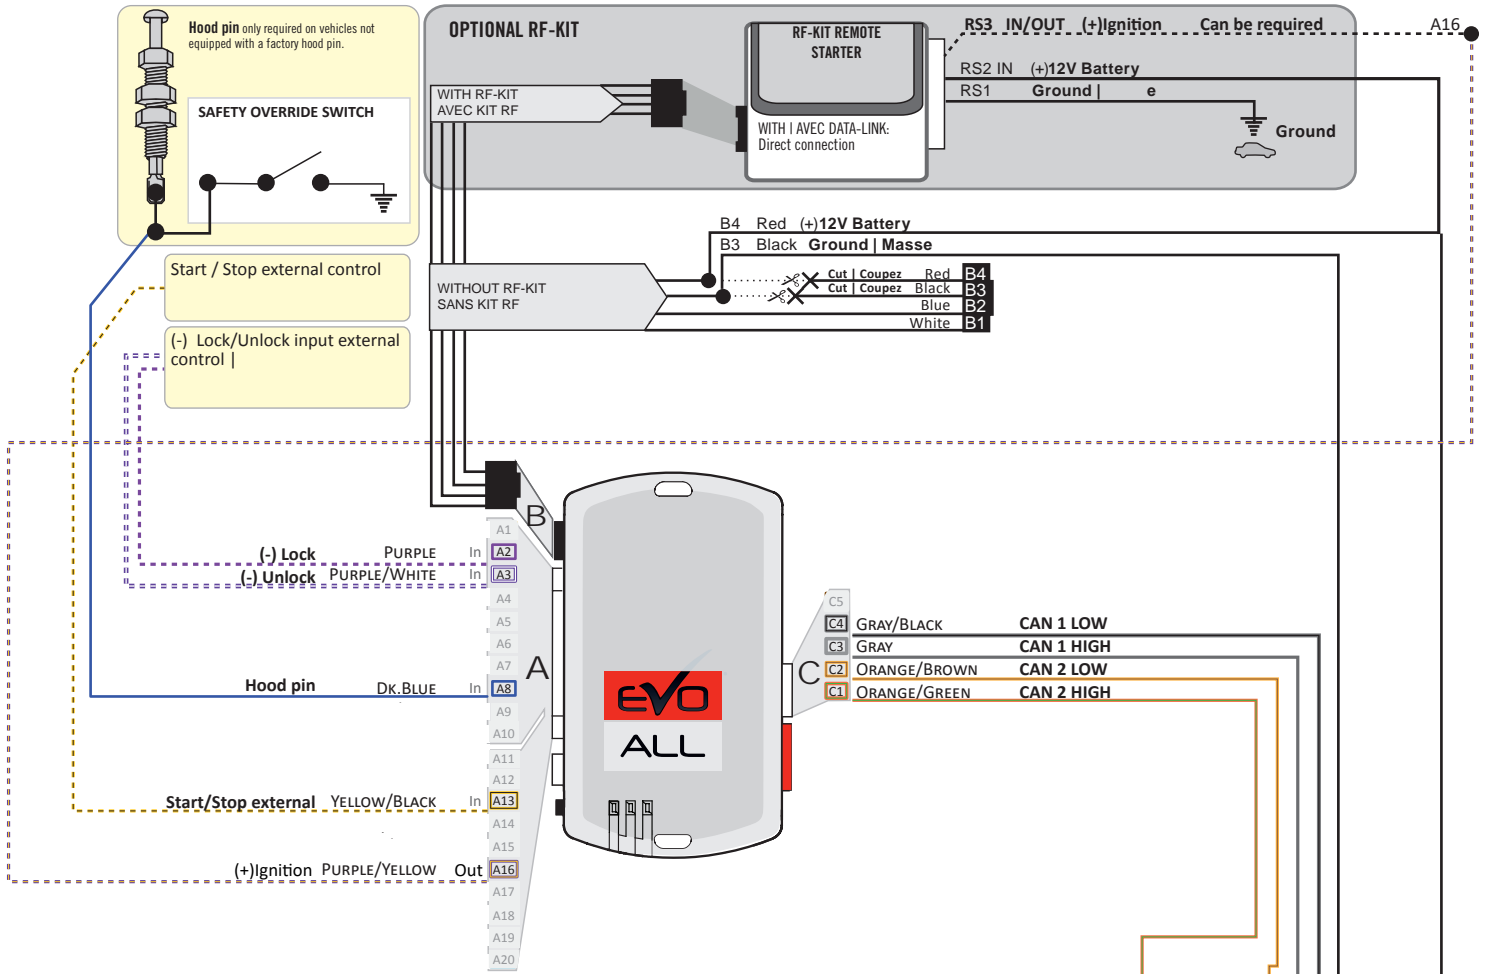 Hood pin only required on vehicles not
equipped with a factory hood pin.
SAFETY OVERRIDE SWITCH
OPTIONAL RF-KIT
WITH RF-KIT
AVEC KIT RF
RF-KIT REMOTE
STARTER
WITH | AVEC DATA-LINK:
Direct connection
RS3 IN/OUT (+)Ignition Can be required A16
RS2 IN (+)12V Battery
RS1 Ground | e
Ground
B4 Red (+)12V Battery
B3 Black Ground | Masse
WITHOUT RF-KIT
SANS KIT RF
Cut | Coupez Red B4
Cut | Coupez Black B3
Blue B2
White B1
Start / Stop external control
(-) Lock/Unlock input external
control |
B
A1
(-) Lock PURPLE In A2
(-) Unlock PURPLE/WHITE In A3
A4
A5
A6
A7
A
Hood pin DK.BLUE In A8
A9
A10
A11
A12
Start/Stop external YELLOW/BLACK In A13
A14
A15
(+)Ignition PURPLE/YELLOW Out A16
A17
A18
A19
A20
EVO
ALL
C
C5
C4 GRAY/BLACK CAN 1 LOW
C3 GRAY CAN 1 HIGH
C2 ORANGE/BROWN CAN 2 LOW
C1 ORANGE/GREEN CAN 2 HIGH